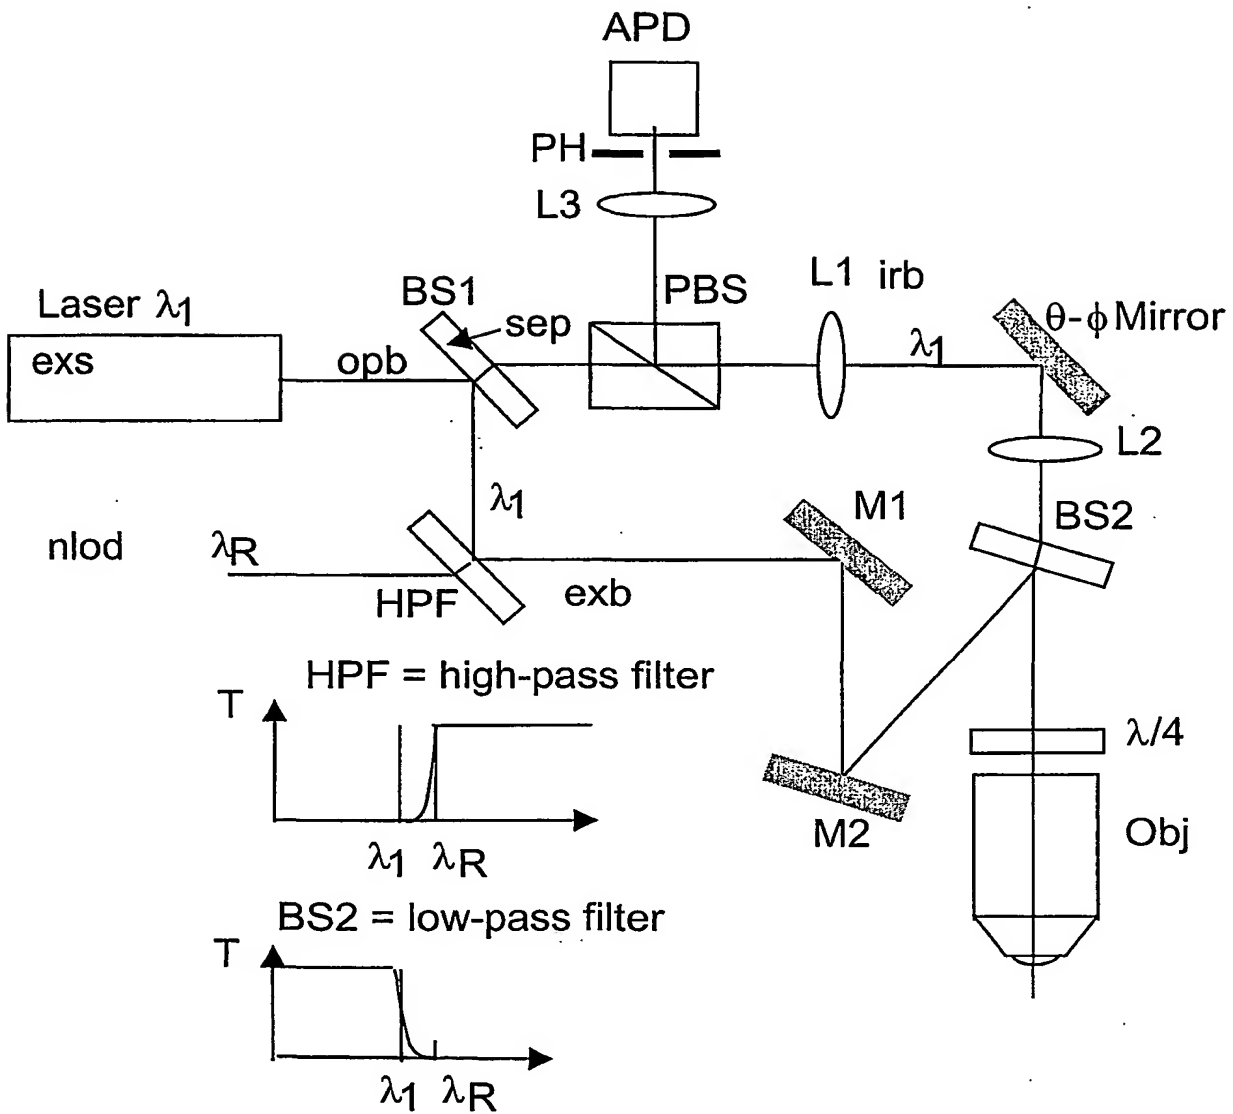 APD
PH
L3
PBS
L1 irb
BS1
sep
Laser λ1
exs
opb
λ1
θ-ϕ Mirror
L2
λ1
M1
BS2
nlod
λR
HPF
exb
HPF = high-pass filter
T
λ1 λR
M2
λ/4
Obj
BS2 = low-pass filter
T
λ1 λR